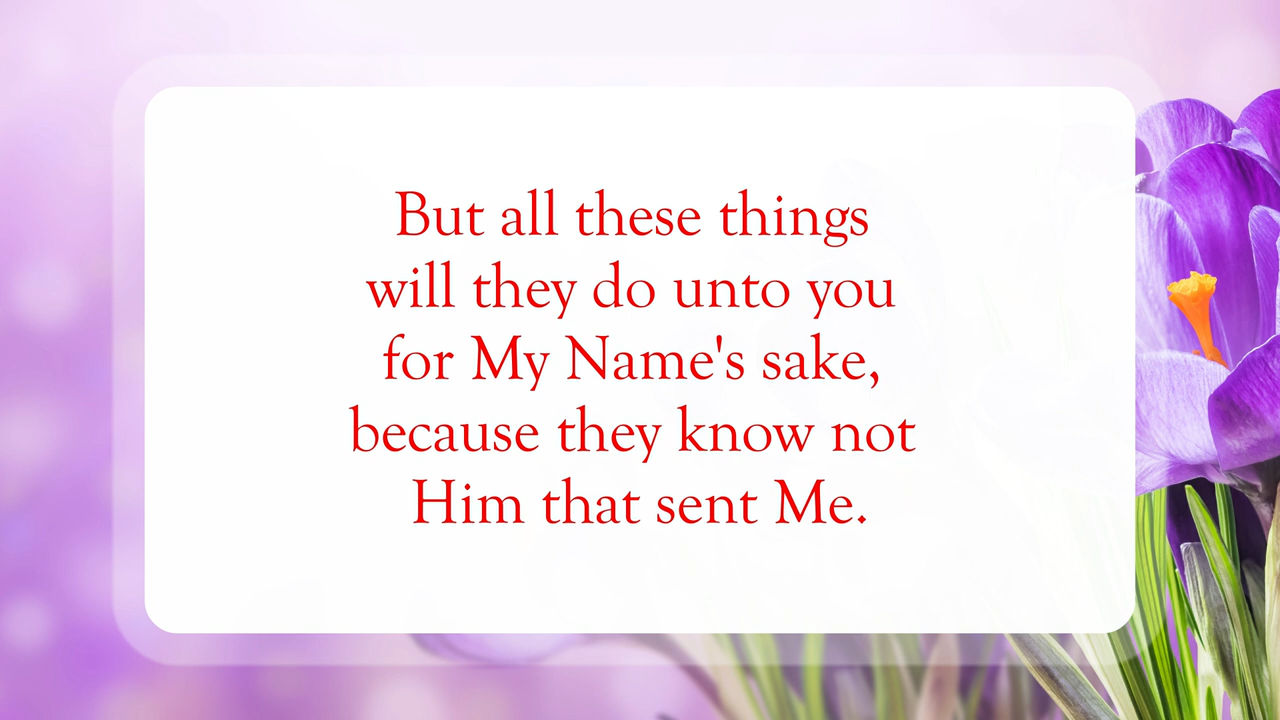 But all these things
will they do unto you
for My Name's sake,
because they know not
Him that sent Me.